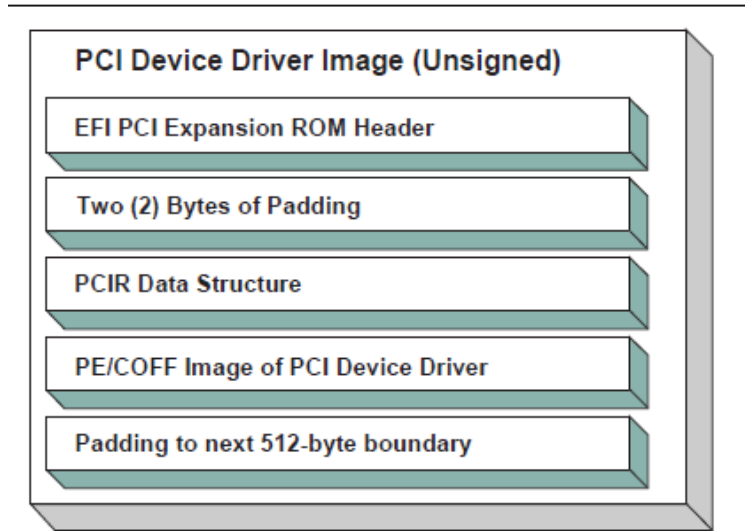 PCI Device Driver Image (Unsigned)
EFI PCI Expansion ROM Header
Two (2) Bytes of Padding
PCIR Data Structure
PE/COFF Image of PCI Device Driver
Padding to next 512-byte boundary